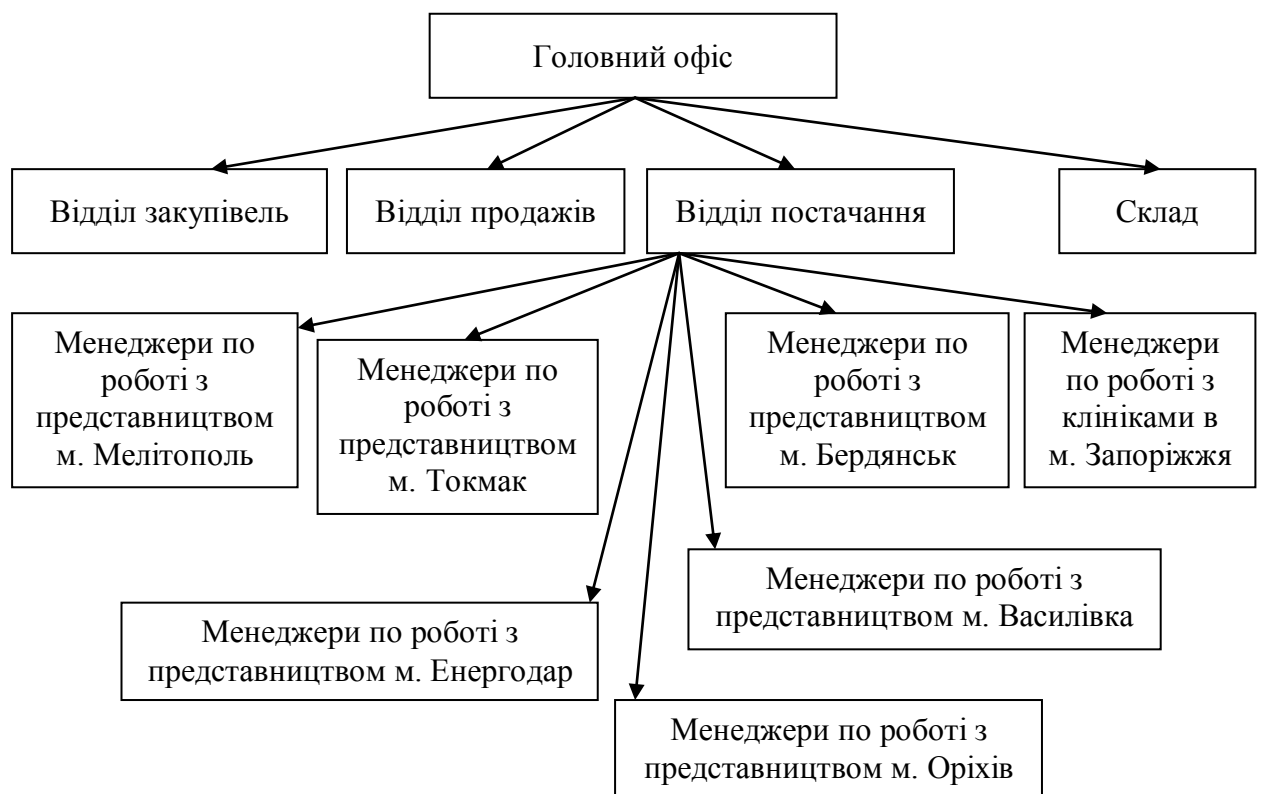 Головний офіс
Відділ закупівель
Відділ продажів
Відділ постачання
Склад
Менеджери по
роботі з
представництвом
м. Мелітополь
Менеджери по
роботі з
представництвом
м. Токмак
Менеджери по
роботі з
представництвом
м. Бердянськ
Менеджери
по роботі з
клініками в
м. Запоріжжя
Менеджери по роботі з
представництвом м. Василівка
Менеджери по роботі з
представництвом м. Енергодар
Менеджери по роботі з
представництвом м. Оріхів